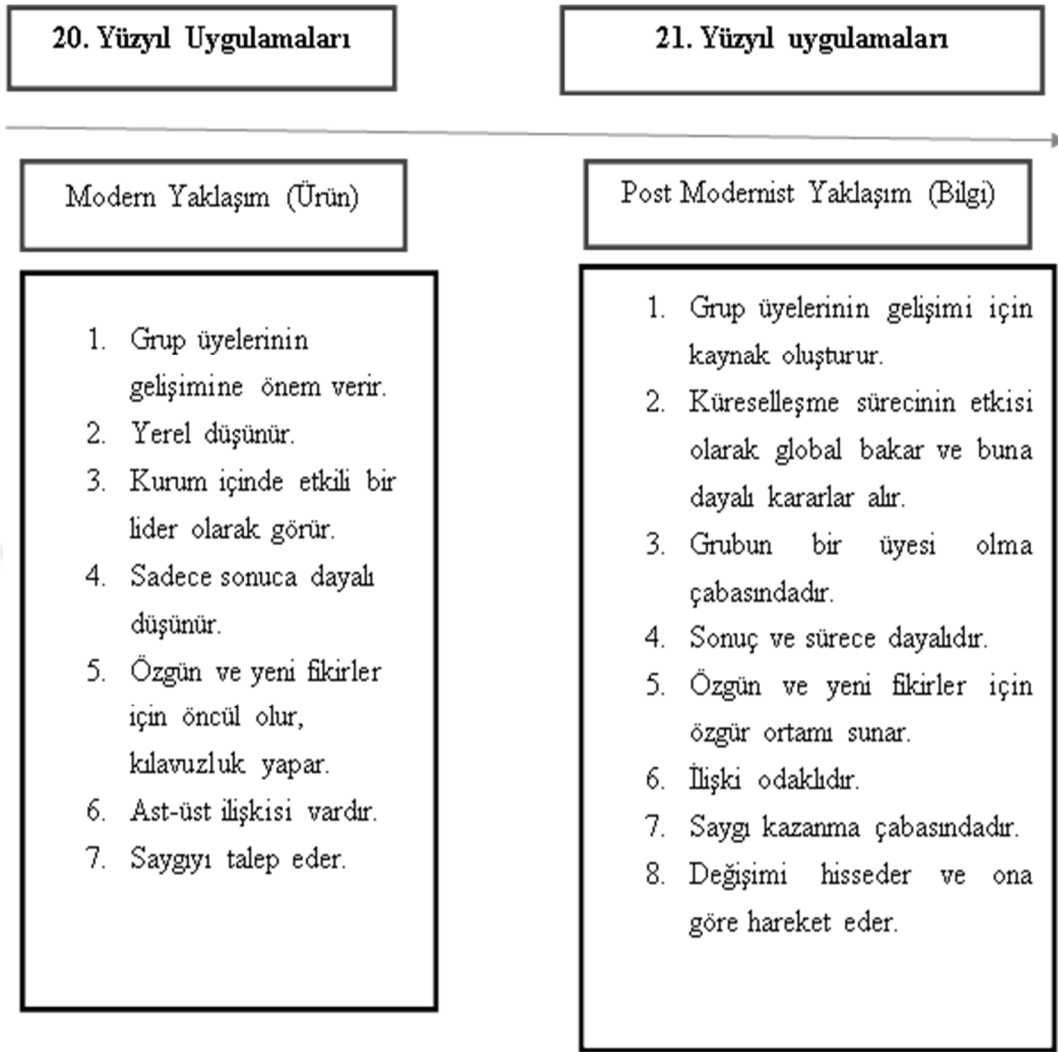 20. Yüzyıl Uygulamaları
21. Yüzyıl uygulamaları
Modern Yaklaşım (Ürün)
Post Modernist Yaklaşım (Bilgi)
1. Grup üyelerinin
gelişimine önem verir.
2. Yerel düşünür.
3. Kurum içinde etkili bir
lider olarak görür.
4. Sadece sonuca dayalı
düşünür.
5. Özgün ve yeni fikirler
için öncül olur,
kılavuzluk yapar.
6. Ast-üst ilişkisi vardır.
7. Saygıyı talep eder.
1. Grup üyelerinin gelişimi için
kaynak oluşturur.
2. Küreselleşme sürecinin etkisi
olarak global bakar ve buna
dayalı kararlar alır.
3. Grubun bir üyesi olma
çabasındadır.
4. Sonuç ve sürece dayalıdır.
5. Özgün ve yeni fikirler için
özgür ortamı sunar.
6. İlişki odaklıdır.
7. Saygı kazanma çabasındadır.
8. Değişimi hisseder ve ona
göre hareket eder.